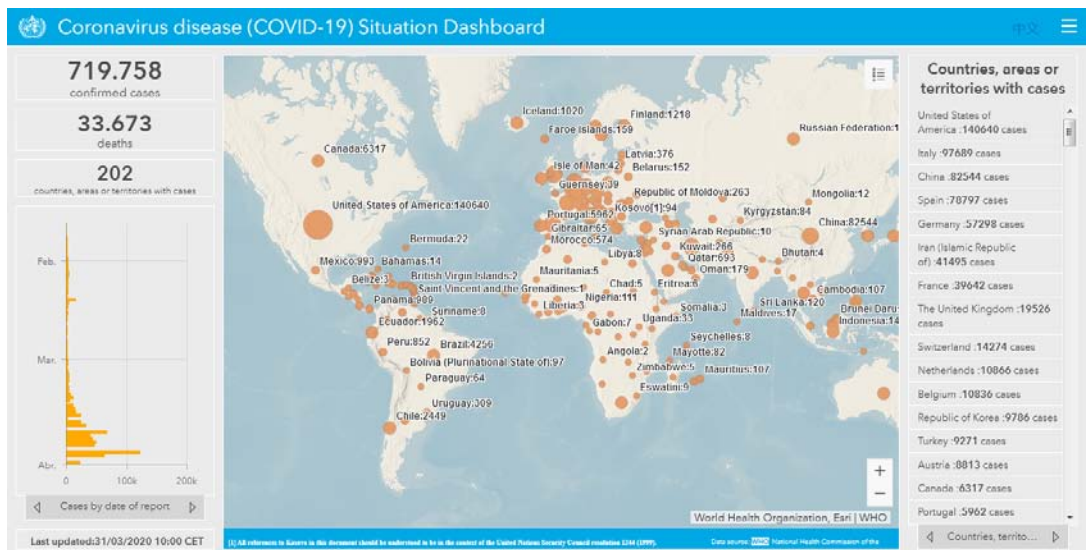 Coronavirus disease (COVID-19) Situation Dashboard
中文
719.758
confirmed cases
33.673
deaths
202
countries, areas or territories with cases
Feb.
Mar.
Abr.
0 100k 200k
Cases by date of report
Last updated:31/03/2020 10:00 CET
Iceland:1020
Finland:1218
Faroe Islands:159
Russian Federation:1
Canada:6317
Latvia:376
Isle of Man:42
Belarus:152
Guernsey:39
Republic of Moldova:263
Mongolia:12
United States of America:140640
Portugal:5962
Kosovo[1]:94
Kyrgyzstan:84
China:82544
Gibraltar:65
Syrian Arab Republic:10
Bermuda:22
Morocco:574
Kuwait:266
Libya:8
Bhutan:4
Mexico:993
Bahamas:14
Qatar:693
Oman:179
British Virgin Islands:2
Mauritania:5
Belize:3
Chad:5
Eritrea:6
Cambodia:107
Saint Vincent and the Grenadines:1
Nigeria:111
Panama:989
Liberia:3
Somalia:3
Sri Lanka:120
Brunei Daru
Suriname:8
Maldives:17
Ecuador:1962
Gabon:7
Uganda:33
Indonesia:14
Seychelles:8
Peru:852
Brazil:4256
Angola:2
Mayotte:82
Bolivia (Plurinational State of):97
Zimbabwe:5
Mauritius:107
Paraguay:64
Eswatini:9
Uruguay:309
Chile:2449
+
−
World Health Organization, Esri | WHO
[1] All references to Kosovo in this document should be understood to be in the context of the United Nations Security Council resolution 1244 (1999).
Data source: WHO National Health Commission of the
Countries, areas or
territories with cases
United States of
America :140640 cases
Italy :97689 cases
China :82544 cases
Spain :78797 cases
Germany :57298 cases
Iran (Islamic Republic
of) :41495 cases
France :39642 cases
The United Kingdom :19526
cases
Switzerland :14274 cases
Netherlands :10866 cases
Belgium :10836 cases
Republic of Korea :9786 cases
Turkey :9271 cases
Austria :8813 cases
Canada :6317 cases
Portugal :5962 cases
Countries, territo...